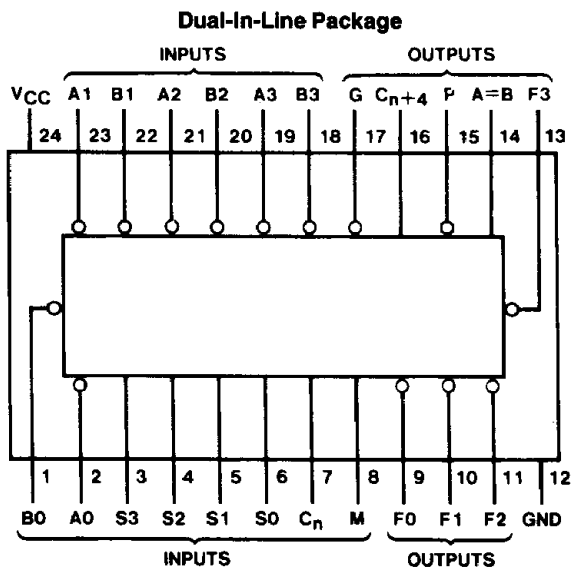 Dual-In-Line Package
INPUTS OUTPUTS
VCC A1 B1 A2 B2 A3 B3 G Cn+4 P A=B F3
24 23 22 21 20 19 18 17 16 15 14 13
1 2 3 4 5 6 7 8 9 10 11 12
B0 A0 S3 S2 S1 S0 Cn M F0 F1 F2 GND
INPUTS OUTPUTS